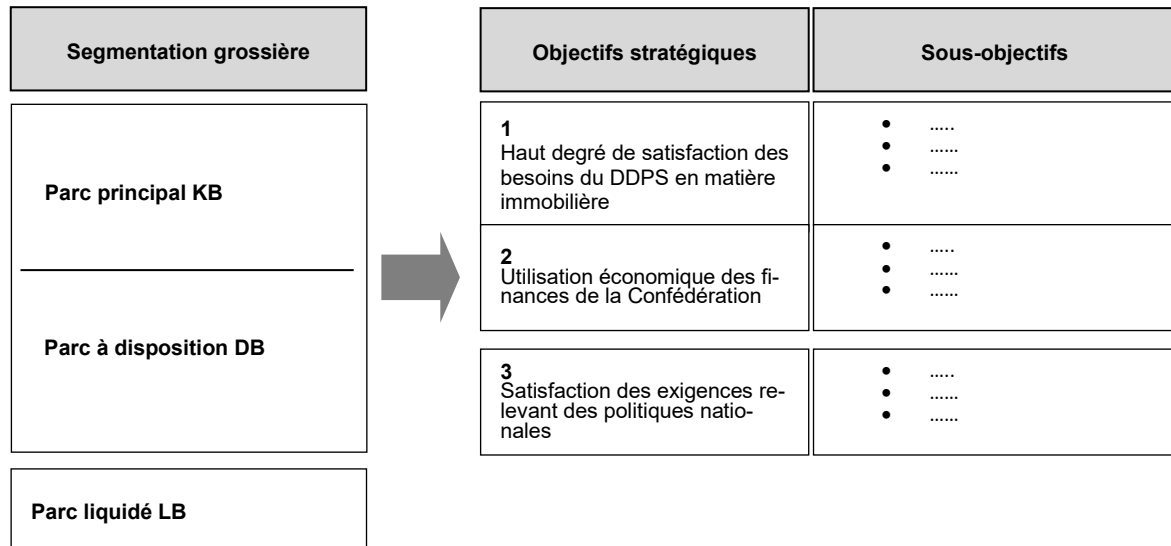 Segmentation grossière
Parc principal KB
Parc à disposition DB
Parc liquidé LB
Objectifs stratégiques
Sous-objectifs
1
Haut degré de satisfaction des
besoins du DDPS en matière
immobilière
• .....
• ......
• ......
2
Utilisation économique des fi-
nances de la Confédération
• .....
• ......
• ......
3
Satisfaction des exigences re-
levant des politiques natio-
nales
• .....
• ......
• ......